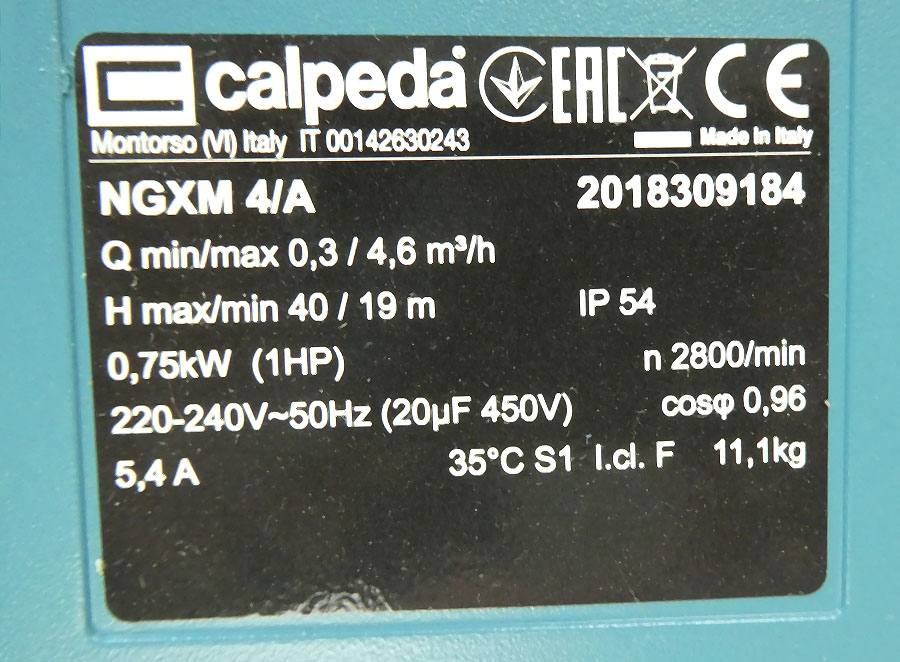 calpeda® EAC CE
Montorso (VI) Italy IT 00142630243 Made in Italy
NGXM 4/A 2018309184
Q min/max 0,3 / 4,6 m³/h
H max/min 40 / 19 m IP 54
0,75kW (1HP) n 2800/min
220-240V~50Hz (20µF 450V) cosφ 0,96
5,4 A 35°C S1 I.cl. F 11,1kg